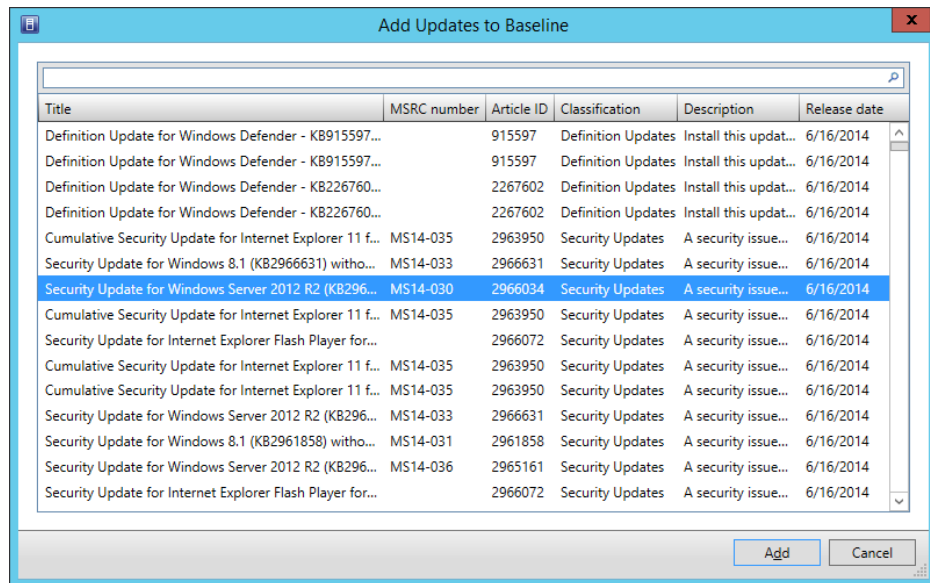 Add Updates to Baseline
Title MSRC number Article ID Classification Description Release date
Definition Update for Windows Defender - KB915597... 915597 Definition Updates Install this updat... 6/16/2014
Definition Update for Windows Defender - KB915597... 915597 Definition Updates Install this updat... 6/16/2014
Definition Update for Windows Defender - KB226760... 2267602 Definition Updates Install this updat... 6/16/2014
Definition Update for Windows Defender - KB226760... 2267602 Definition Updates Install this updat... 6/16/2014
Cumulative Security Update for Internet Explorer 11 f... MS14-035 2963950 Security Updates A security issue... 6/16/2014
Security Update for Windows 8.1 (KB2966631) witho... MS14-033 2966631 Security Updates A security issue... 6/16/2014
Security Update for Windows Server 2012 R2 (KB296... MS14-030 2966034 Security Updates A security issue... 6/16/2014
Cumulative Security Update for Internet Explorer 11 f... MS14-035 2963950 Security Updates A security issue... 6/16/2014
Security Update for Internet Explorer Flash Player for... 2966072 Security Updates A security issue... 6/16/2014
Cumulative Security Update for Internet Explorer 11 f... MS14-035 2963950 Security Updates A security issue... 6/16/2014
Cumulative Security Update for Internet Explorer 11 f... MS14-035 2963950 Security Updates A security issue... 6/16/2014
Security Update for Windows Server 2012 R2 (KB296... MS14-033 2966631 Security Updates A security issue... 6/16/2014
Security Update for Windows 8.1 (KB2961858) witho... MS14-031 2961858 Security Updates A security issue... 6/16/2014
Security Update for Windows Server 2012 R2 (KB296... MS14-036 2965161 Security Updates A security issue... 6/16/2014
Security Update for Internet Explorer Flash Player for... 2966072 Security Updates A security issue... 6/16/2014
Add Cancel